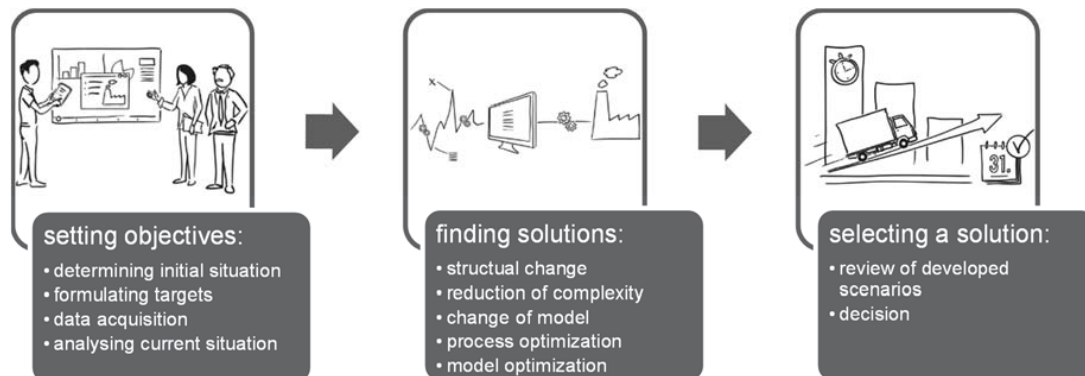 setting objectives:
• determining initial situation
• formulating targets
• data acquisition
• analysing current situation
finding solutions:
• structual change
• reduction of complexity
• change of model
• process optimization
• model optimization
31.
selecting a solution:
• review of developed
scenarios
• decision